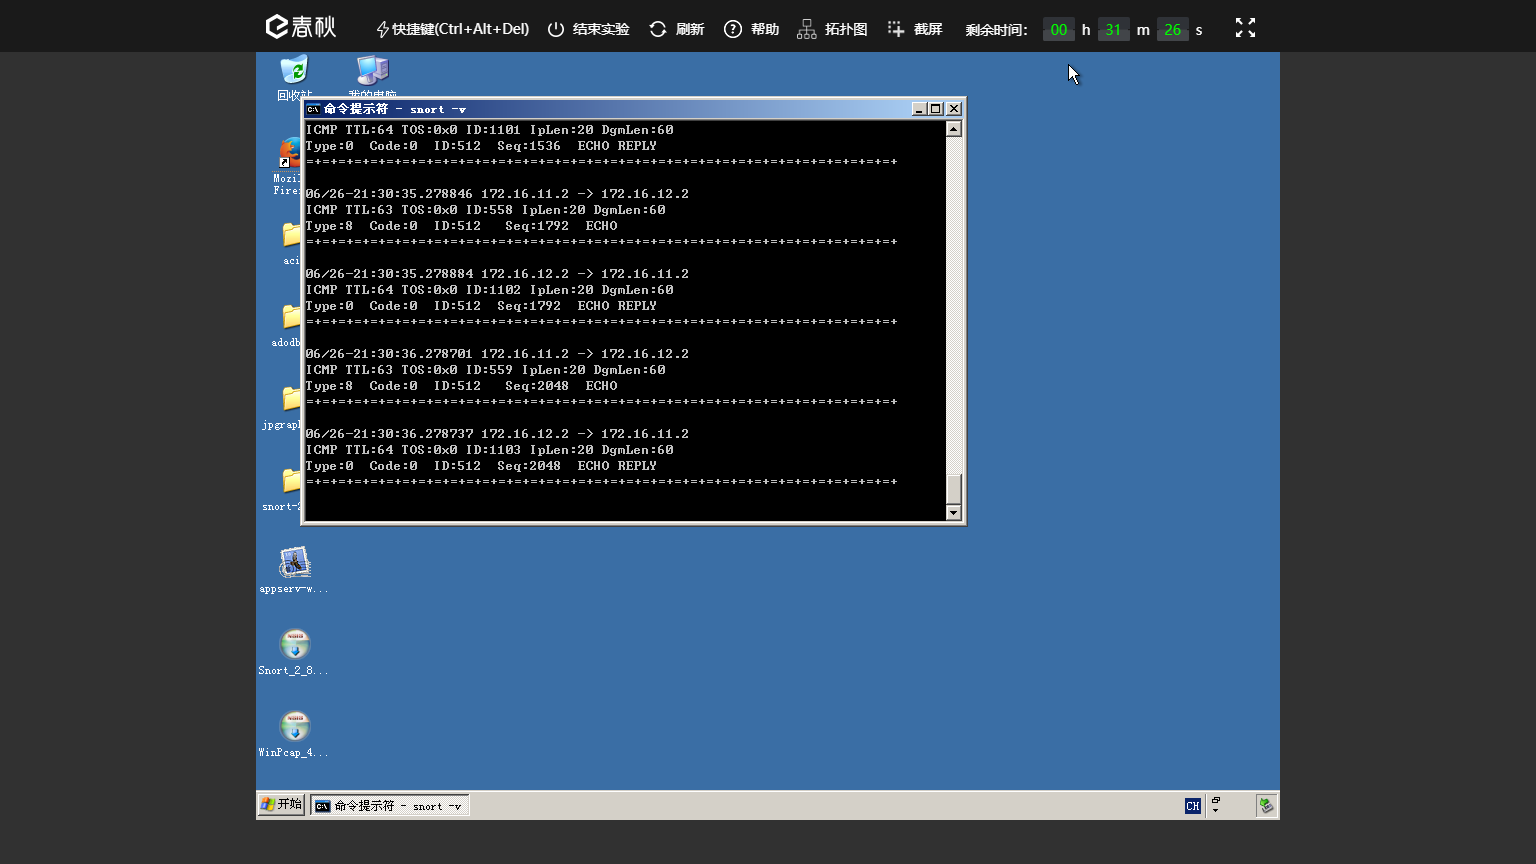 春秋 快捷键(Ctrl+Alt+Del) 结束实验 刷新 帮助 拓扑图 截屏 剩余时间: 00 h 31 m 26 s
回收站 我的电脑
命令提示符 - snort -v
ICMP TTL:64 TOS:0x0 ID:1101 IpLen:20 DgmLen:60
Type:0 Code:0 ID:512 Seq:1536 ECHO REPLY
=+=+=+=+=+=+=+=+=+=+=+=+=+=+=+=+=+=+=+=+=+=+=+=+=+=+=+=+=+=+=+=+=+=+=+=+=+
06/26-21:30:35.278846 172.16.11.2 -> 172.16.12.2
ICMP TTL:63 TOS:0x0 ID:558 IpLen:20 DgmLen:60
Type:8 Code:0 ID:512 Seq:1792 ECHO
=+=+=+=+=+=+=+=+=+=+=+=+=+=+=+=+=+=+=+=+=+=+=+=+=+=+=+=+=+=+=+=+=+=+=+=+=+
06/26-21:30:35.278884 172.16.12.2 -> 172.16.11.2
ICMP TTL:64 TOS:0x0 ID:1102 IpLen:20 DgmLen:60
Type:0 Code:0 ID:512 Seq:1792 ECHO REPLY
=+=+=+=+=+=+=+=+=+=+=+=+=+=+=+=+=+=+=+=+=+=+=+=+=+=+=+=+=+=+=+=+=+=+=+=+=+
06/26-21:30:36.278701 172.16.11.2 -> 172.16.12.2
ICMP TTL:63 TOS:0x0 ID:559 IpLen:20 DgmLen:60
Type:8 Code:0 ID:512 Seq:2048 ECHO
=+=+=+=+=+=+=+=+=+=+=+=+=+=+=+=+=+=+=+=+=+=+=+=+=+=+=+=+=+=+=+=+=+=+=+=+=+
06/26-21:30:36.278737 172.16.12.2 -> 172.16.11.2
ICMP TTL:64 TOS:0x0 ID:1103 IpLen:20 DgmLen:60
Type:0 Code:0 ID:512 Seq:2048 ECHO REPLY
=+=+=+=+=+=+=+=+=+=+=+=+=+=+=+=+=+=+=+=+=+=+=+=+=+=+=+=+=+=+=+=+=+=+=+=+=+
Mozil
Fire
aci
adodb
jpgrap
snort-2
appserv-w...
Snort_2_8...
WinPcap_4...
开始 命令提示符 - snort -v CH